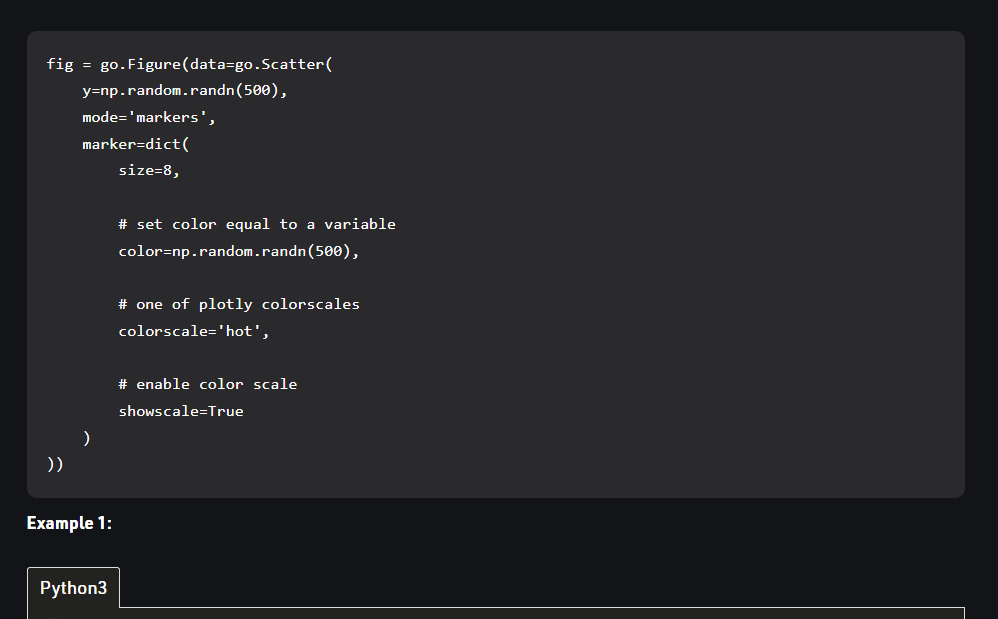 fig = go.Figure(data=go.Scatter(
    y=np.random.randn(500),
    mode='markers',
    marker=dict(
        size=8,
        # set color equal to a variable
        color=np.random.randn(500),
        # one of plotly colorscales
        colorscale='hot',
        # enable color scale
        showscale=True
    )
))
Example 1:
Python3